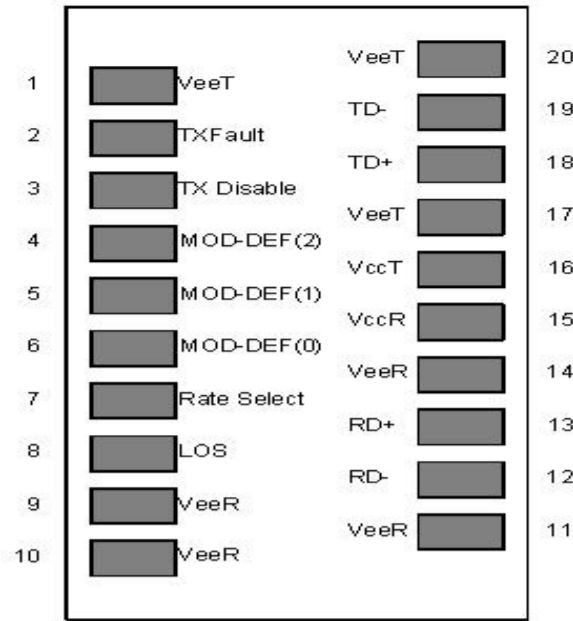 1 VeeT
2 TXFault
3 TX Disable
4 MOD-DEF(2)
5 MOD-DEF(1)
6 MOD-DEF(0)
7 Rate Select
8 LOS
9 VeeR
10 VeeR
VeeT 20
TD- 19
TD+ 18
VeeT 17
VccT 16
VccR 15
VeeR 14
RD+ 13
RD- 12
VeeR 11